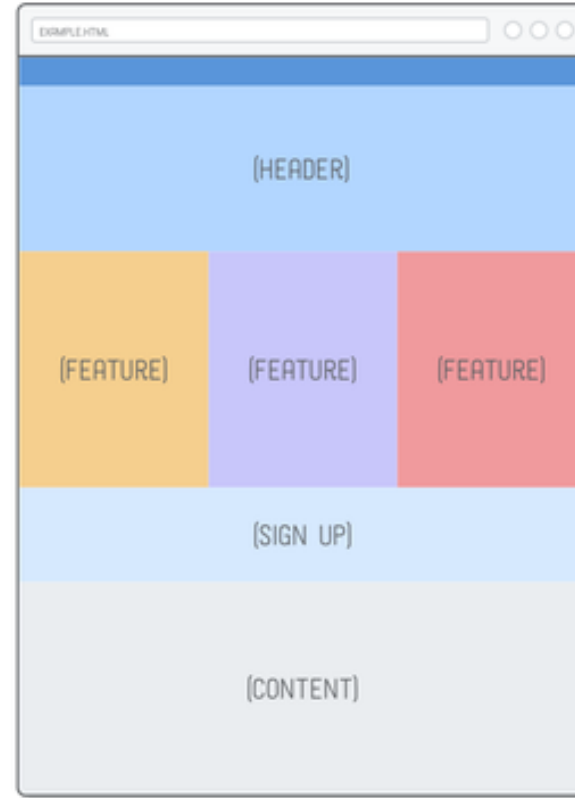 EXAMPLE.HTML
(HEADER)
(FEATURE) (FEATURE) (FEATURE)
(SIGN UP)
(CONTENT)